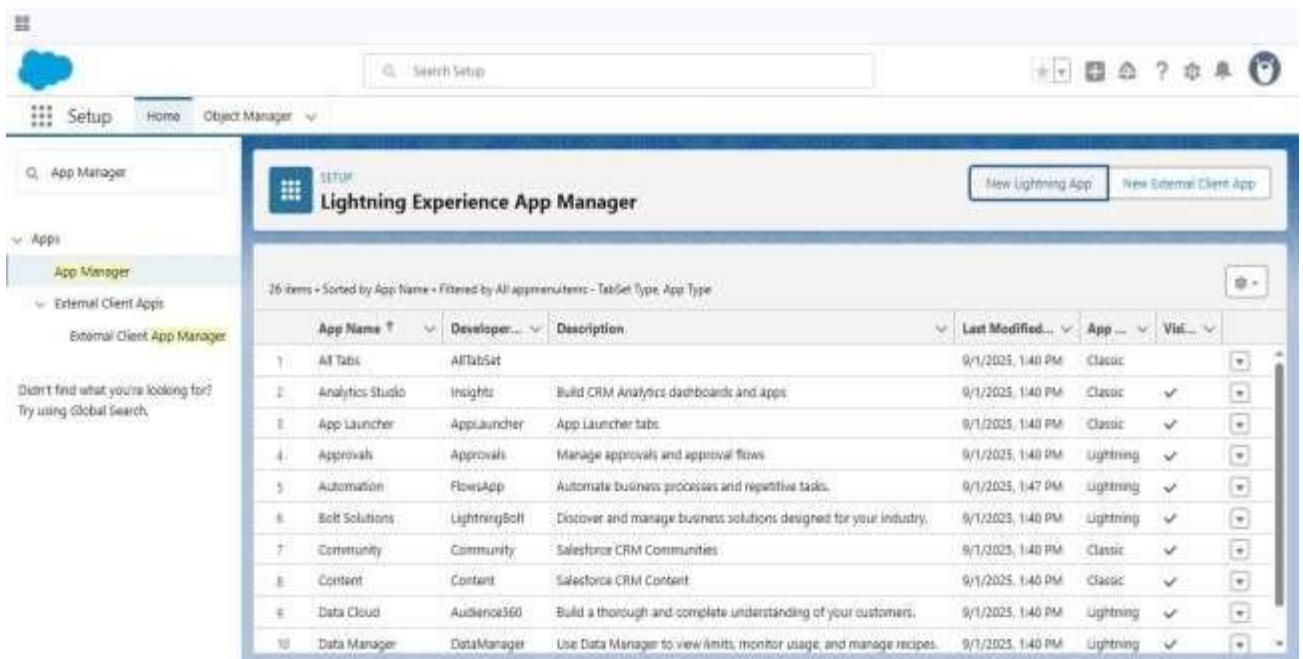 Search Setup
Setup Home Object Manager
App Manager
SETUP
Lightning Experience App Manager
New Lightning App New External Client App
Apps
App Manager
External Client Apps
External Client App Manager
Didn't find what you're looking for?
Try using Global Search.
26 items • Sorted by App Name • Filtered by All appmenuitems - TabSet Type, App Type
App Name ↑ Developer... Description Last Modified... App ... Visi...
1 All Tabs AllTabSet 9/1/2025, 1:40 PM Classic
2 Analytics Studio Insights Build CRM Analytics dashboards and apps 9/1/2025, 1:40 PM Classic
3 App Launcher AppLauncher App Launcher tabs 9/1/2025, 1:40 PM Classic
4 Approvals Approvals Manage approvals and approval flows 9/1/2025, 1:40 PM Lightning
5 Automation FlowsApp Automate business processes and repetitive tasks. 9/1/2025, 1:47 PM Lightning
6 Bolt Solutions LightningBolt Discover and manage business solutions designed for your industry. 9/1/2025, 1:40 PM Lightning
7 Community Community Salesforce CRM Communities 9/1/2025, 1:40 PM Classic
8 Content Content Salesforce CRM Content 9/1/2025, 1:40 PM Classic
9 Data Cloud Audience360 Build a thorough and complete understanding of your customers. 9/1/2025, 1:40 PM Lightning
10 Data Manager DataManager Use Data Manager to view limits, monitor usage, and manage recipes. 9/1/2025, 1:40 PM Lightning